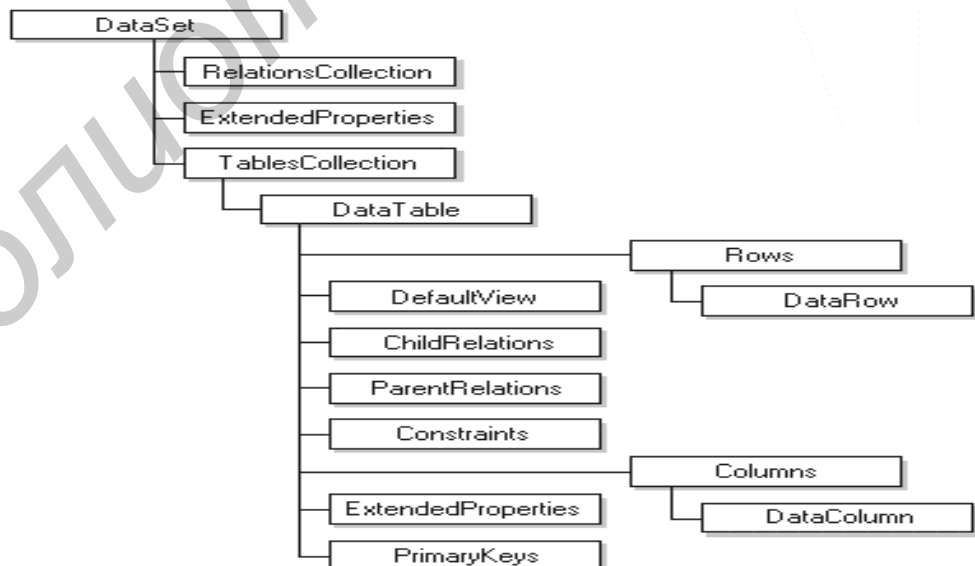 DataSet
RelationsCollection
ExtendedProperties
TablesCollection
DataTable
Rows
DataRow
DefaultView
ChildRelations
ParentRelations
Constraints
Columns
DataColumn
ExtendedProperties
PrimaryKeys